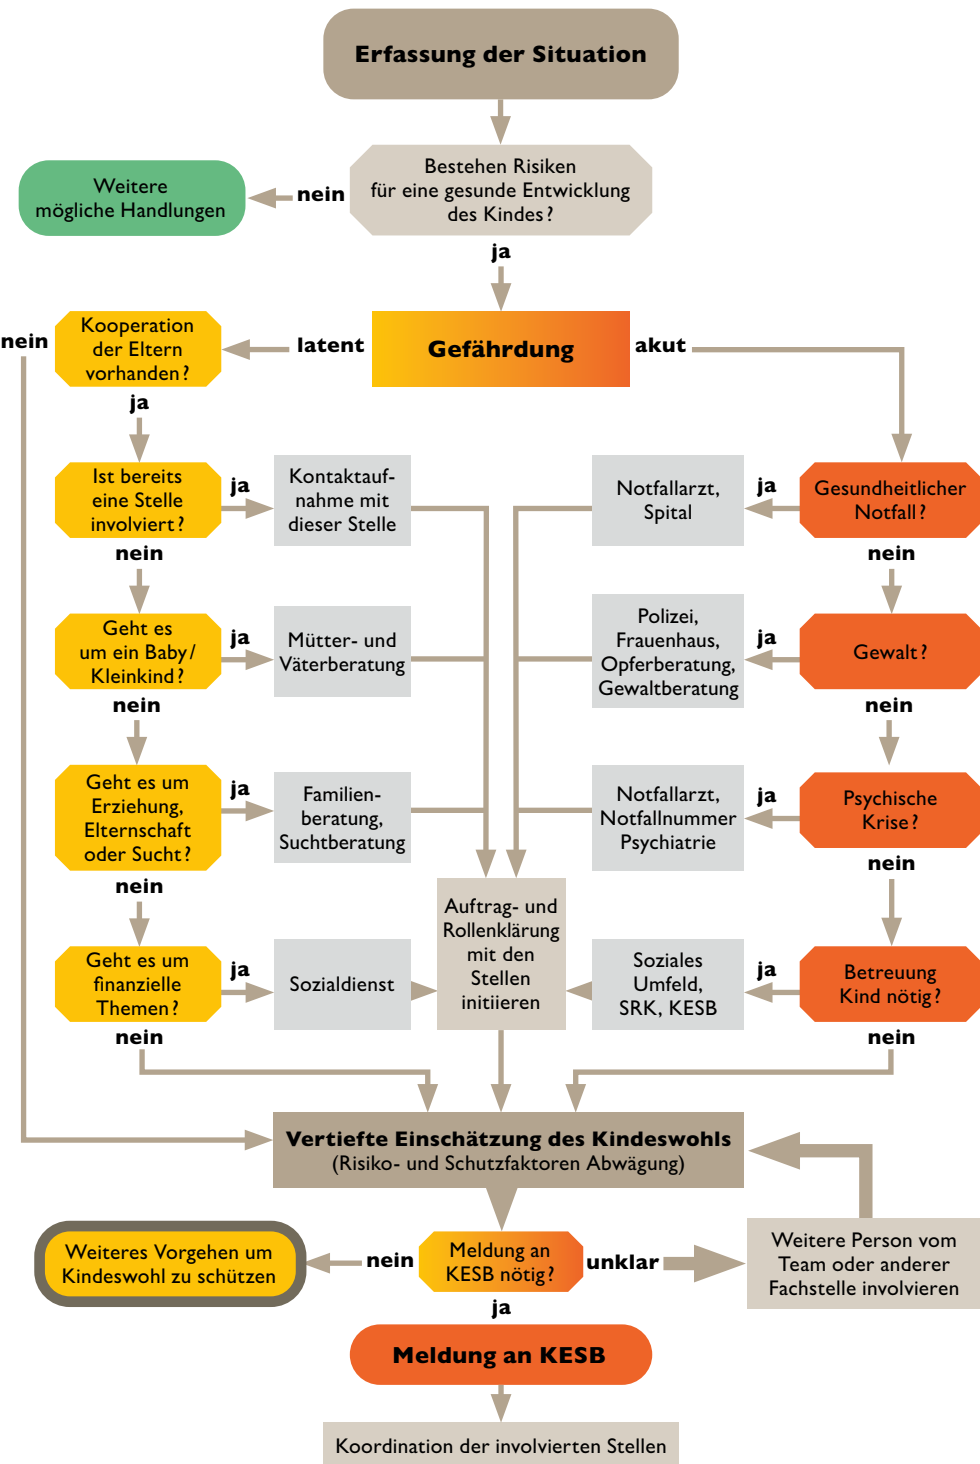 Erfassung der Situation
Bestehen Risiken
für eine gesunde Entwicklung
des Kindes?
nein
Weitere
mögliche Handlungen
ja
Gefährdung
latent
akut
Kooperation
der Eltern
vorhanden?
nein
ja
Ist bereits
eine Stelle
involviert?
ja
Kontaktauf-
nahme mit
dieser Stelle
Notfallarzt,
Spital
ja
Gesundheitlicher
Notfall?
nein
nein
Geht es
um ein Baby/
Kleinkind?
ja
Mütter- und
Väterberatung
Polizei,
Frauenhaus,
Opferberatung,
Gewaltberatung
ja
Gewalt?
nein
nein
Geht es um
Erziehung,
Elternschaft
oder Sucht?
ja
Familien-
beratung,
Suchtberatung
Notfallarzt,
Notfallnummer
Psychiatrie
ja
Psychische
Krise?
nein
nein
Auftrag- und
Rollenklärung
mit den
Stellen
initiieren
Geht es um
finanzielle
Themen?
ja
Sozialdienst
Soziales
Umfeld,
SRK, KESB
ja
Betreuung
Kind nötig?
nein
nein
Vertiefte Einschätzung des Kindeswohls
(Risiko- und Schutzfaktoren Abwägung)
Weiteres Vorgehen um
Kindeswohl zu schützen
nein
Meldung an
KESB nötig?
unklar
Weitere Person vom
Team oder anderer
Fachstelle involvieren
ja
Meldung an KESB
Koordination der involvierten Stellen